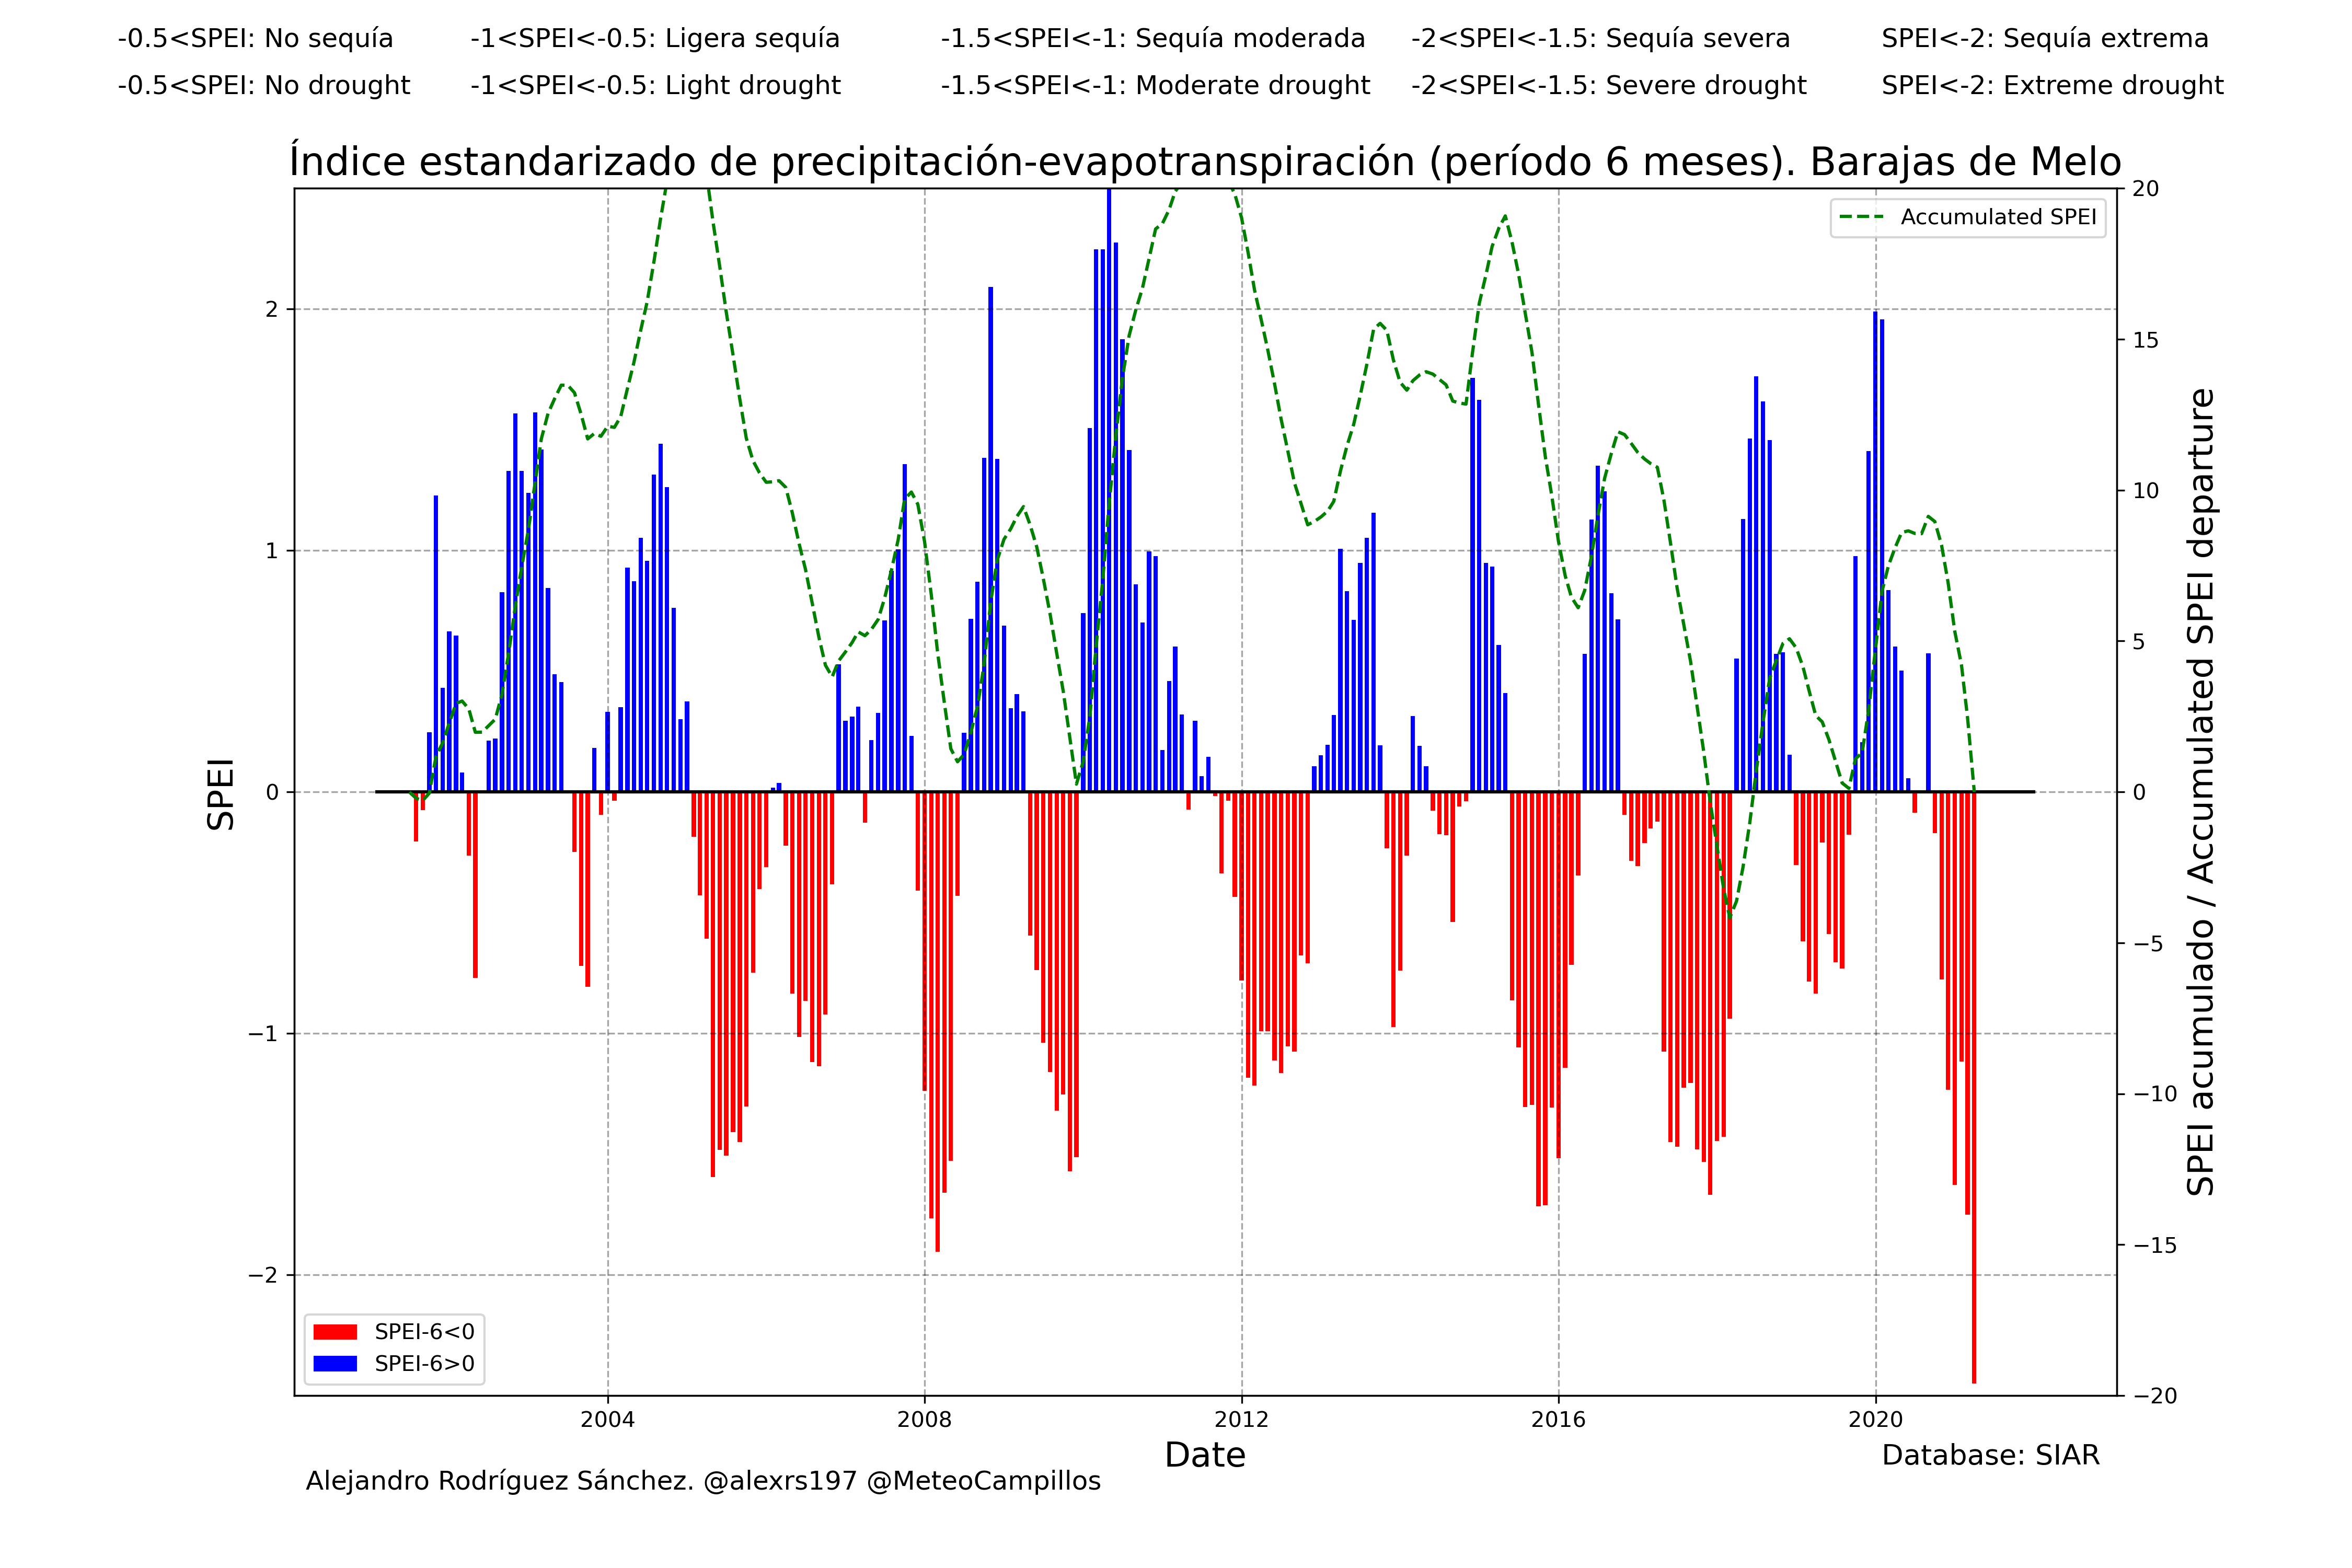 -0.5<SPEI: No sequía -1<SPEI<-0.5: Ligera sequía -1.5<SPEI<-1: Sequía moderada -2<SPEI<-1.5: Sequía severa SPEI<-2: Sequía extrema
-0.5<SPEI: No drought -1<SPEI<-0.5: Light drought -1.5<SPEI<-1: Moderate drought -2<SPEI<-1.5: Severe drought SPEI<-2: Extreme drought
Índice estandarizado de precipitación-evapotranspiración (período 6 meses). Barajas de Melo
Accumulated SPEI
SPEI
2
1
0
−1
−2
20
15
10
5
0
−5
−10
−15
−20
SPEI acumulado / Accumulated SPEI departure
SPEI-6<0
SPEI-6>0
2004 2008 2012 2016 2020
Date
Database: SIAR
Alejandro Rodríguez Sánchez. @alexrs197 @MeteoCampillos